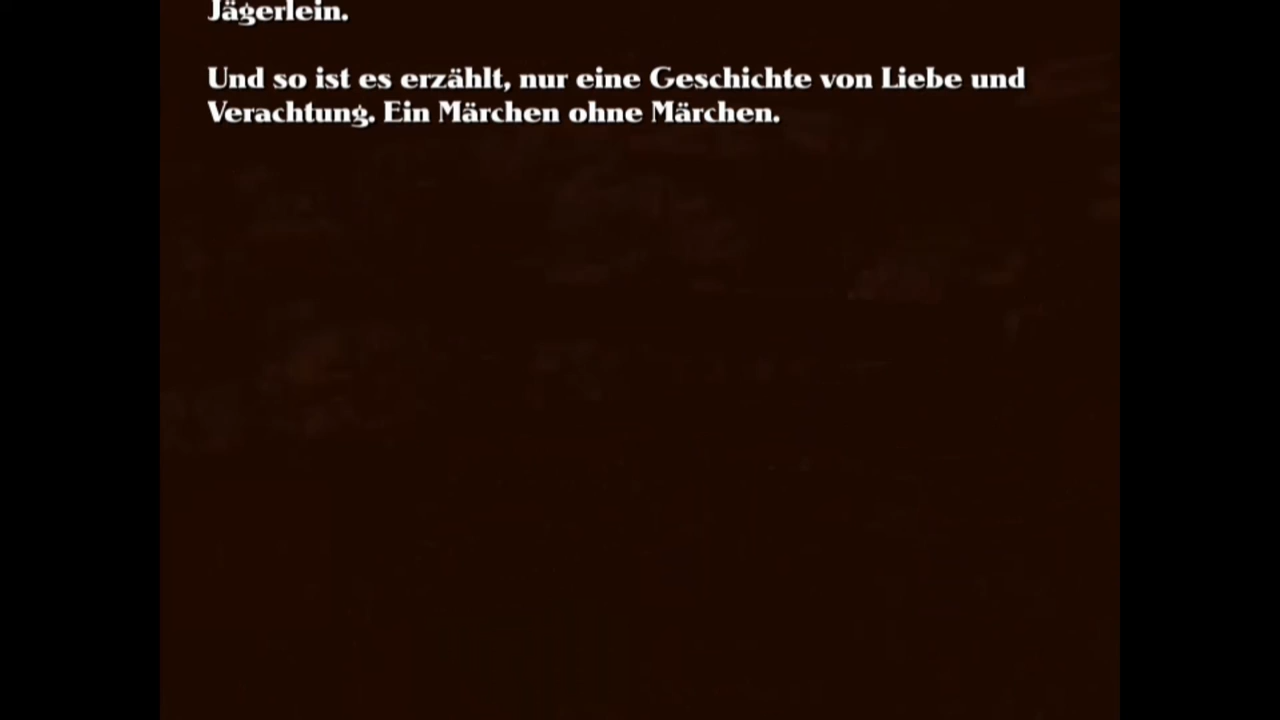 Jägerlein.
Und so ist es erzählt, nur eine Geschichte von Liebe und
Verachtung. Ein Märchen ohne Märchen.